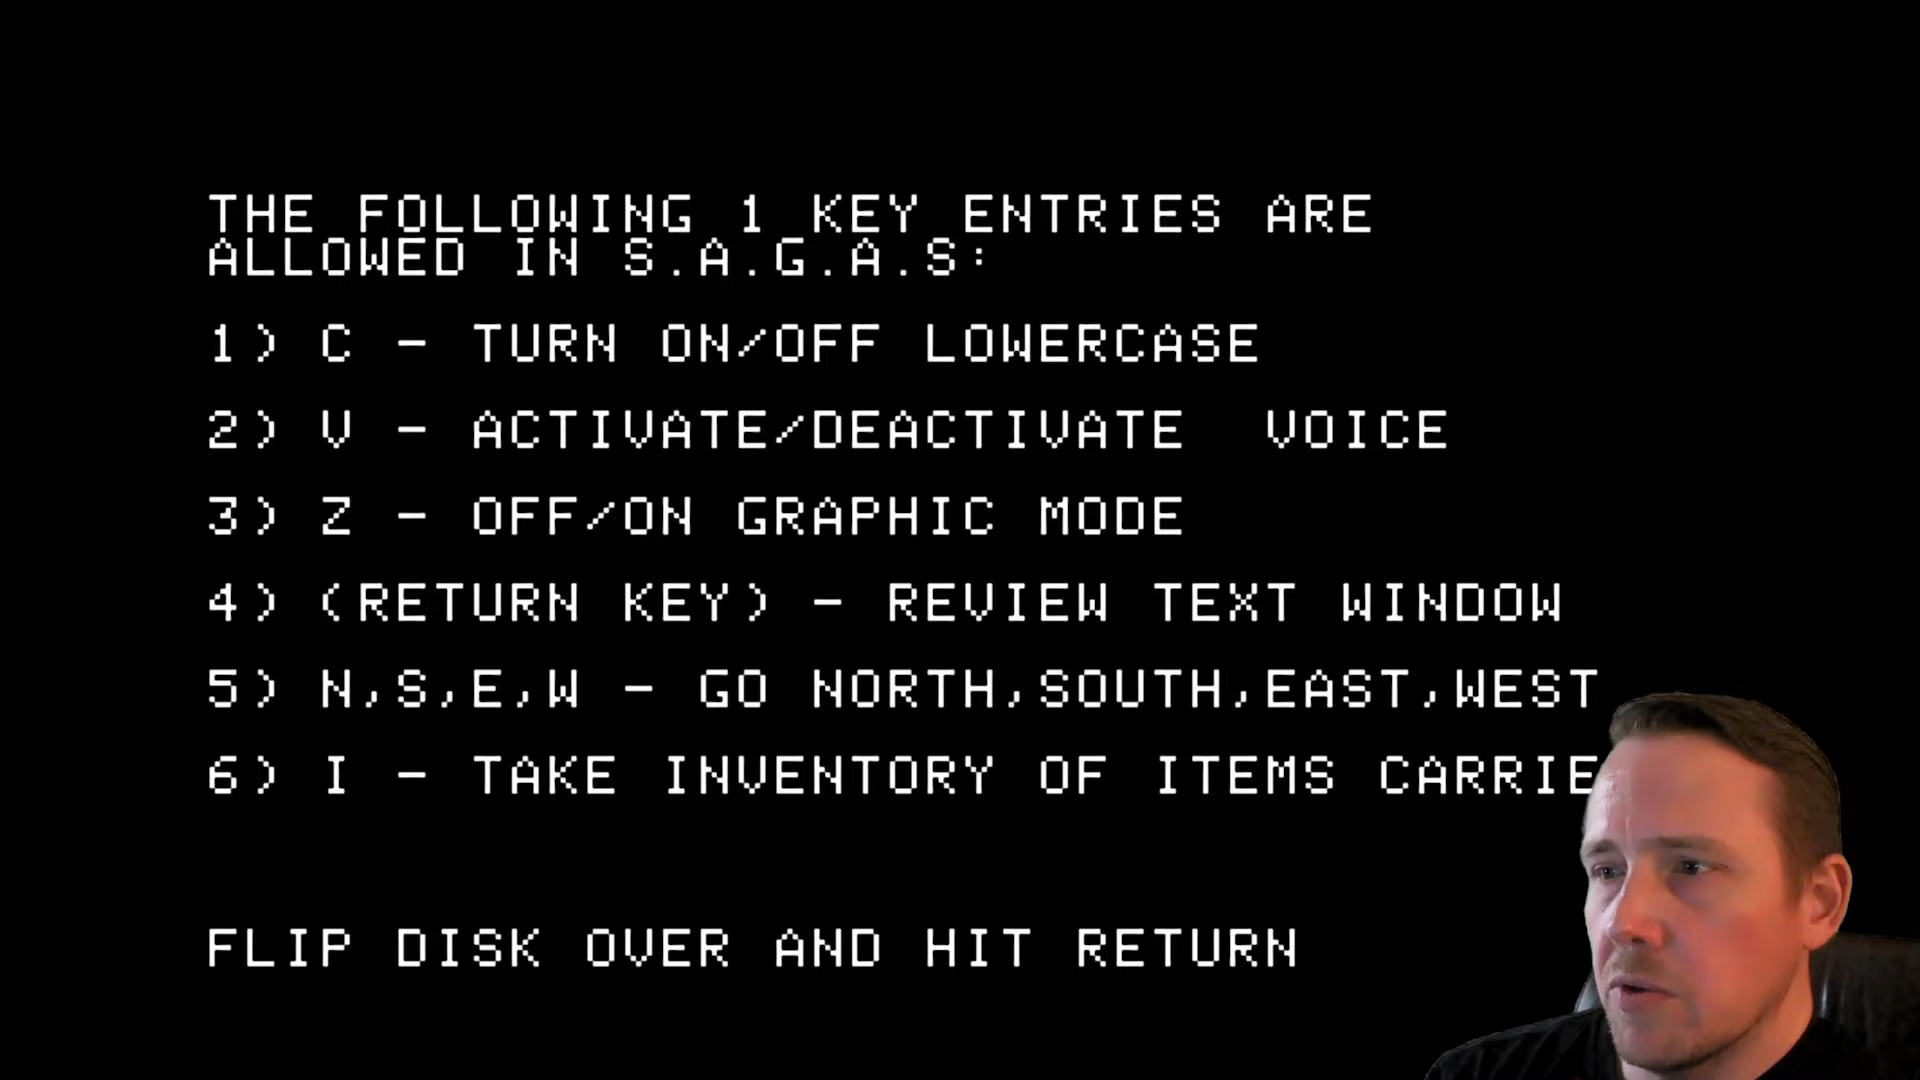 THE FOLLOWING 1 KEY ENTRIES ARE
ALLOWED IN S.A.G.A.S:
1) C - TURN ON/OFF LOWERCASE
2) V - ACTIVATE/DEACTIVATE  VOICE
3) Z - OFF/ON GRAPHIC MODE
4) (RETURN KEY) - REVIEW TEXT WINDOW
5) N,S,E,W - GO NORTH,SOUTH,EAST,WEST
6) I - TAKE INVENTORY OF ITEMS CARRIE
FLIP DISK OVER AND HIT RETURN